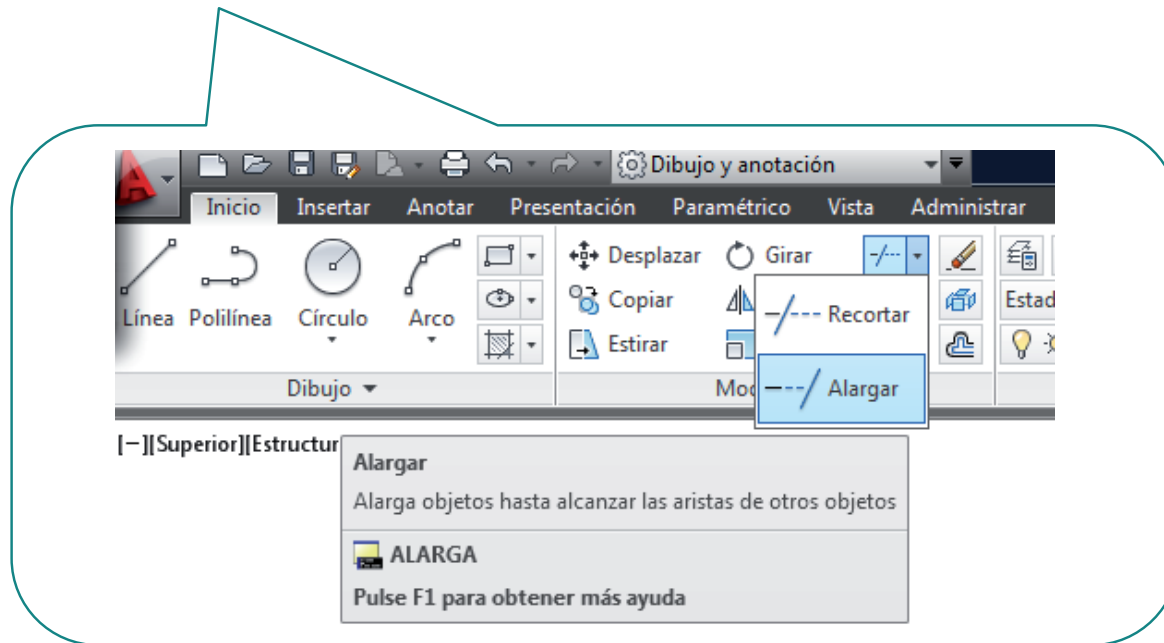 Dibujo y anotación
Inicio Insertar Anotar Presentación Paramétrico Vista Administrar
Desplazar Girar
Copiar
Estirar
Línea Polilínea Círculo Arco
Recortar
Alargar
Estad
Dibujo
[−][Superior][Estructur
Alargar
Alarga objetos hasta alcanzar las aristas de otros objetos
ALARGA
Pulse F1 para obtener más ayuda